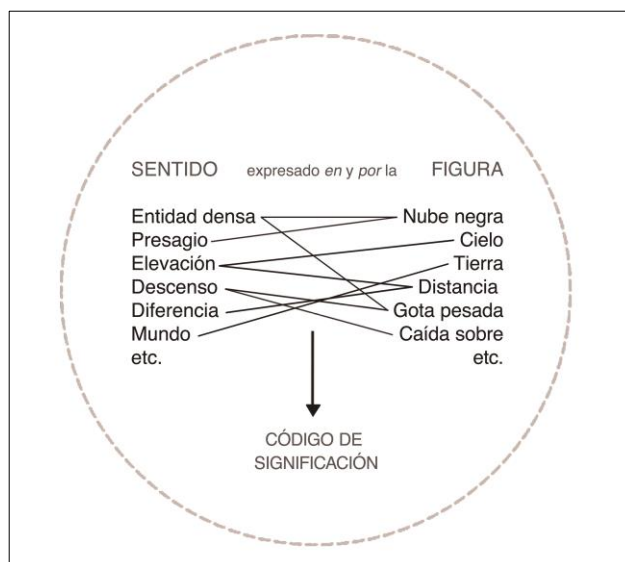 SENTIDO expresado en y por la FIGURA
Entidad densa Nube negra
Presagio Cielo
Elevación Tierra
Descenso Distancia
Diferencia Gota pesada
Mundo Caída sobre
etc. etc.
CÓDIGO DE
SIGNIFICACIÓN